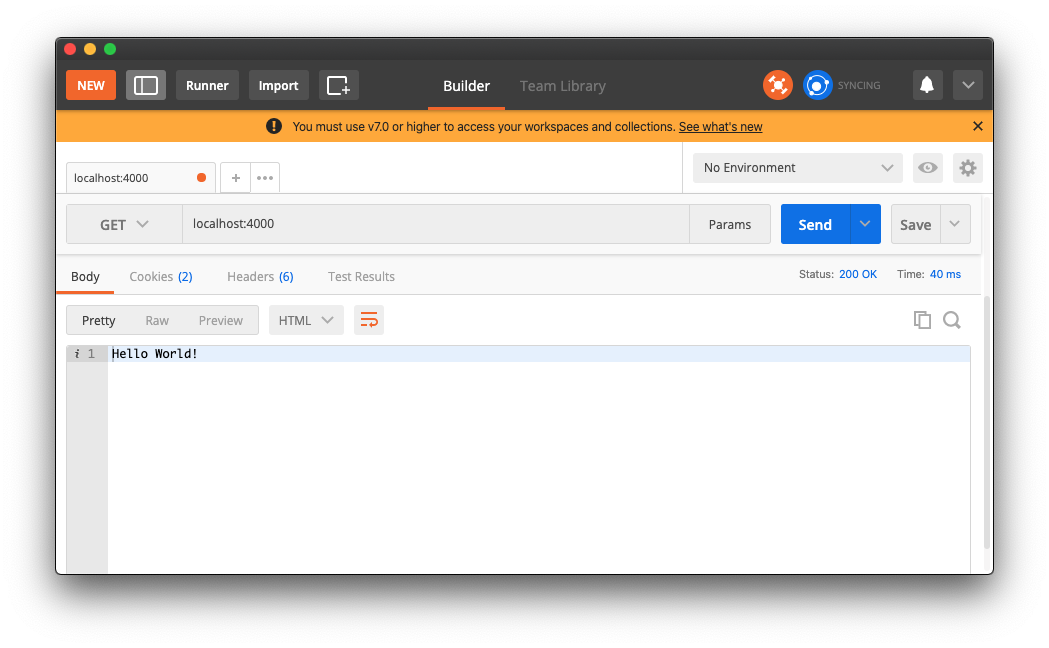 NEW Runner Import Builder Team Library SYNCING
You must use v7.0 or higher to access your workspaces and collections. See what's new
localhost:4000 No Environment
GET localhost:4000 Params Send Save
Body Cookies (2) Headers (6) Test Results Status: 200 OK Time: 40 ms
Pretty Raw Preview HTML
i 1 Hello World!